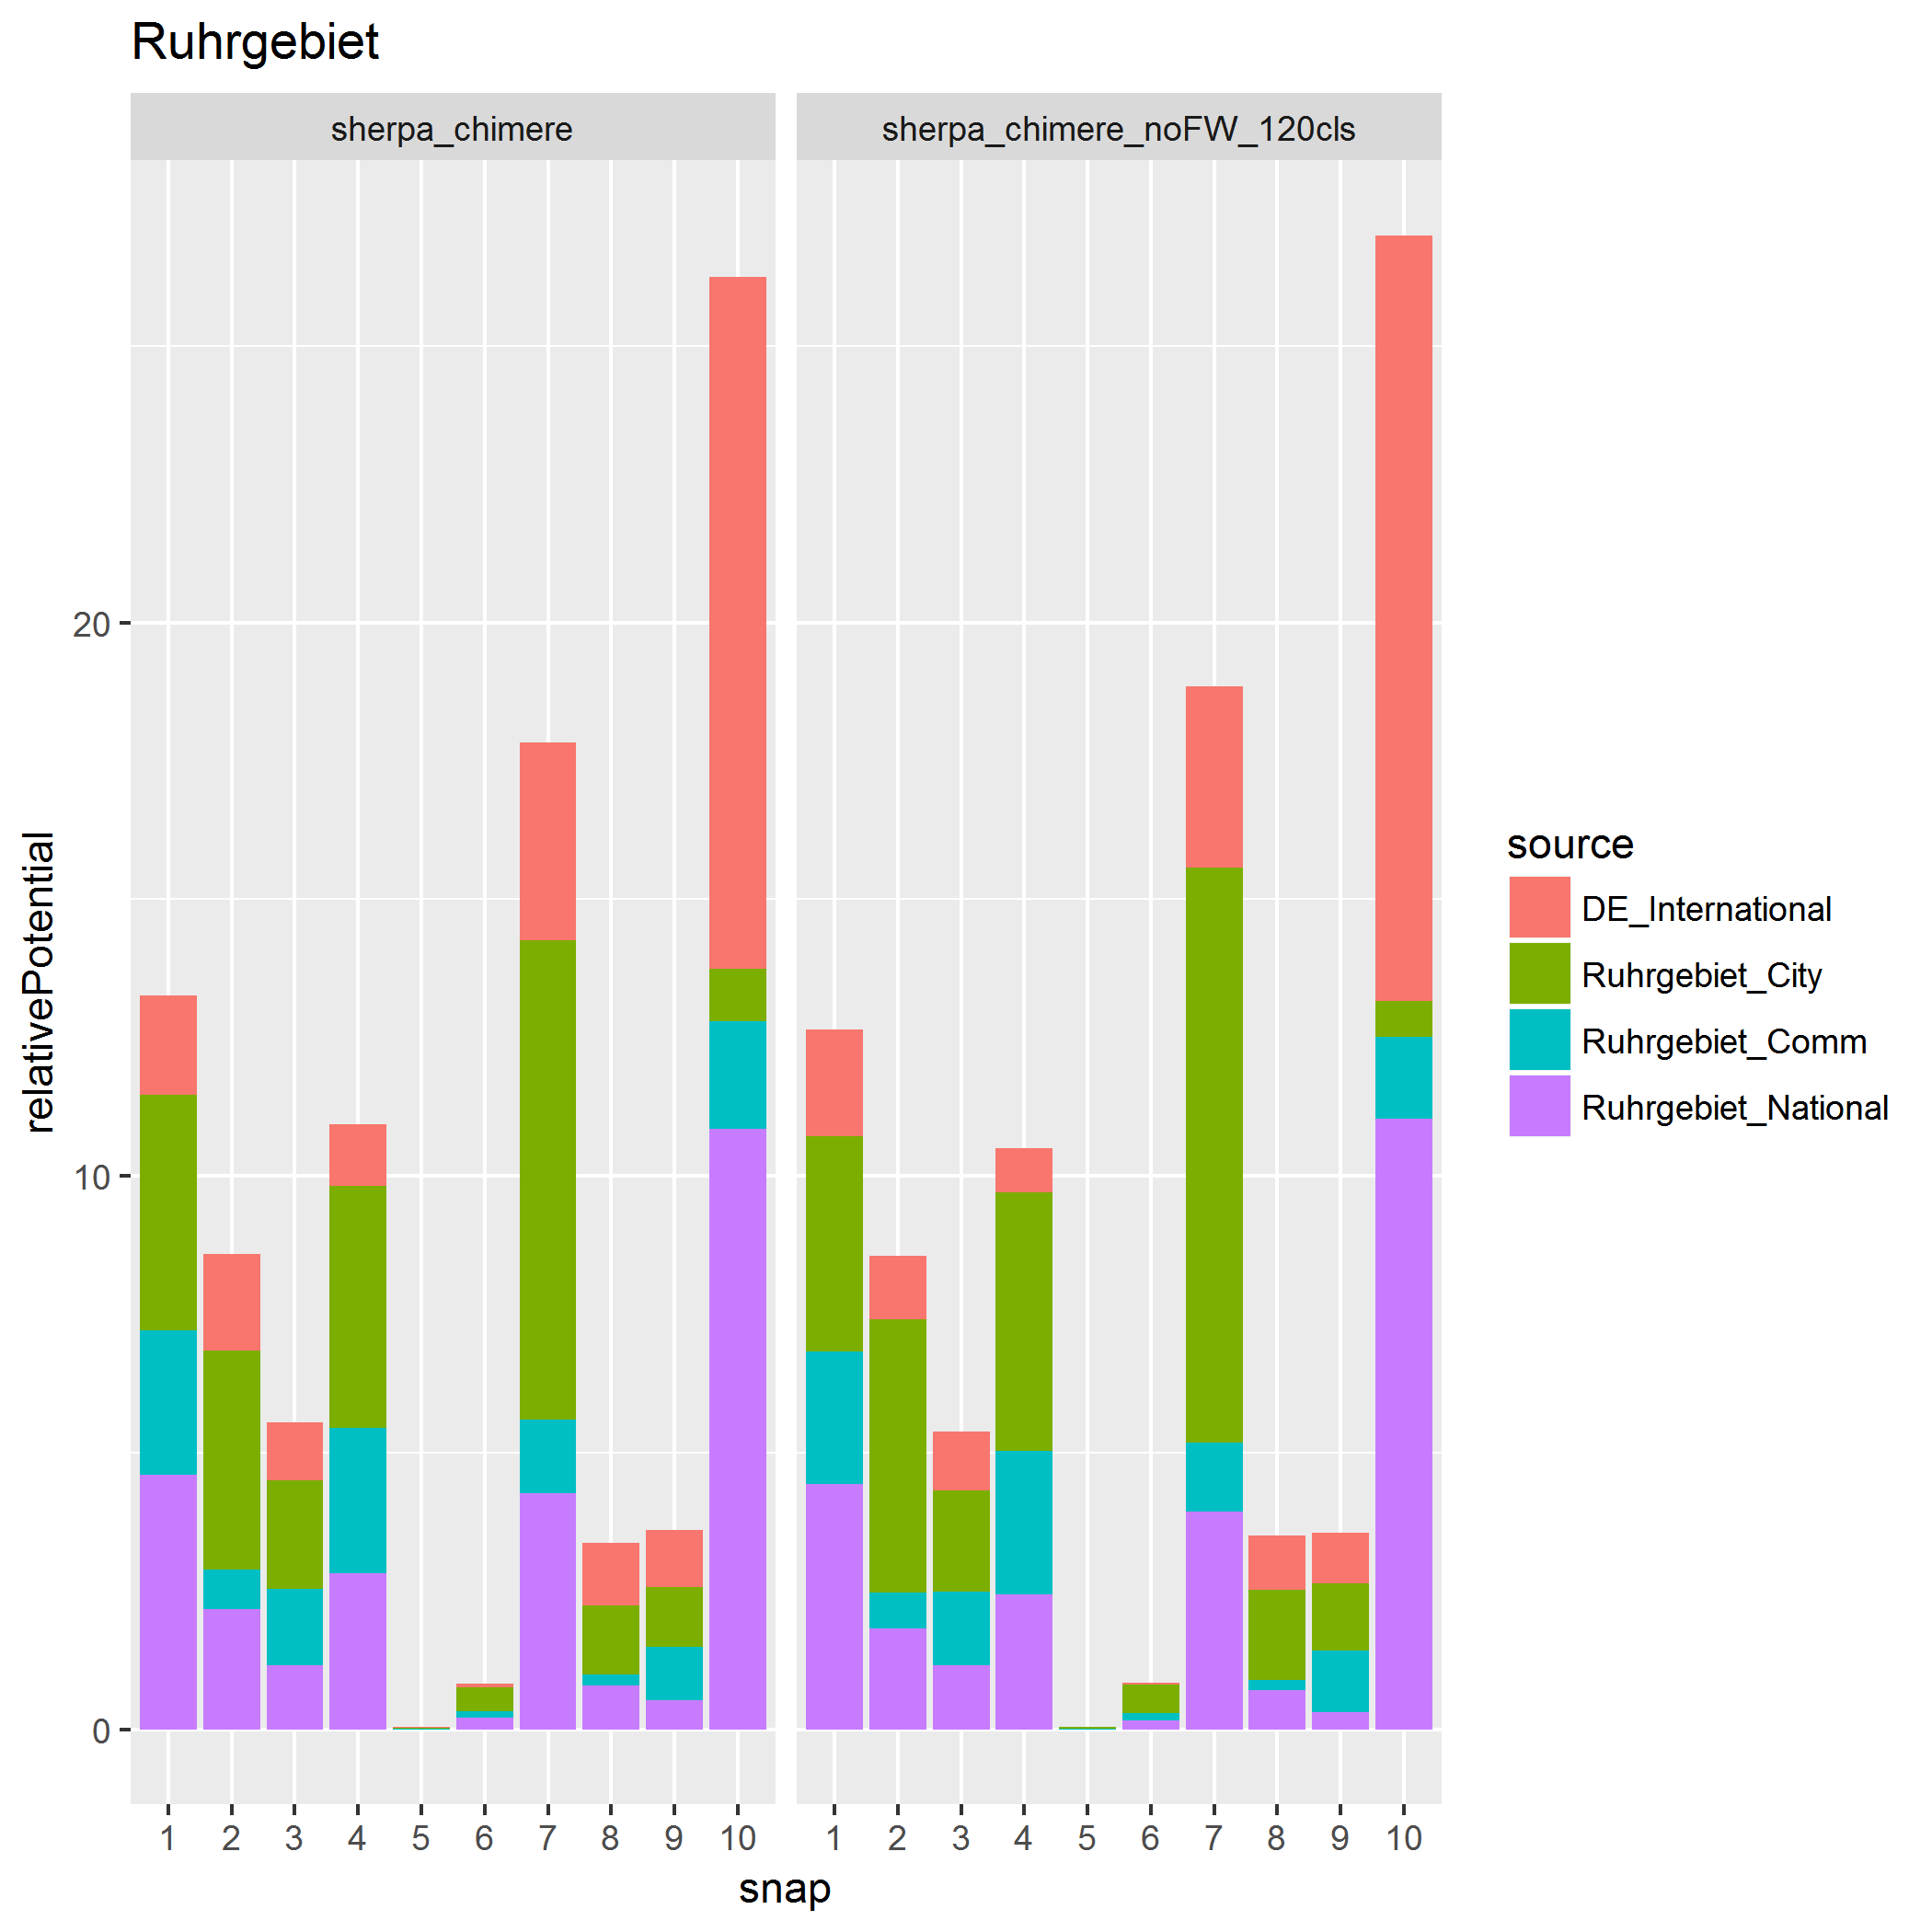 Ruhrgebiet
sherpa_chimere
sherpa_chimere_noFW_120cls
relativePotential
20
10
0
1 2 3 4 5 6 7 8 9 10
1 2 3 4 5 6 7 8 9 10
snap
source
DE_International
Ruhrgebiet_City
Ruhrgebiet_Comm
Ruhrgebiet_National